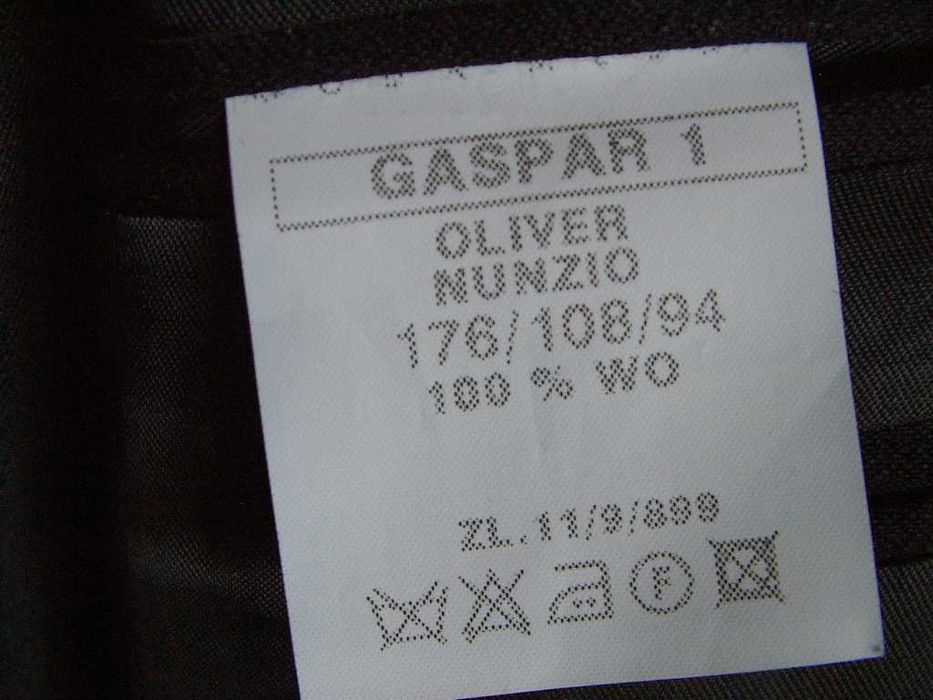 GASPAR 1
OLIVER
NUNZIO
176/108/94
100 % WO
ZL. 11/9/899
F